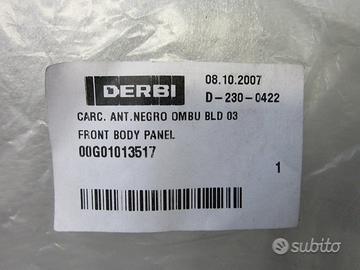 DERBI
08.10.2007
D-230-0422
CARC. ANT.NEGRO OMBU BLD 03
FRONT BODY PANEL
00G01013517
1
subito